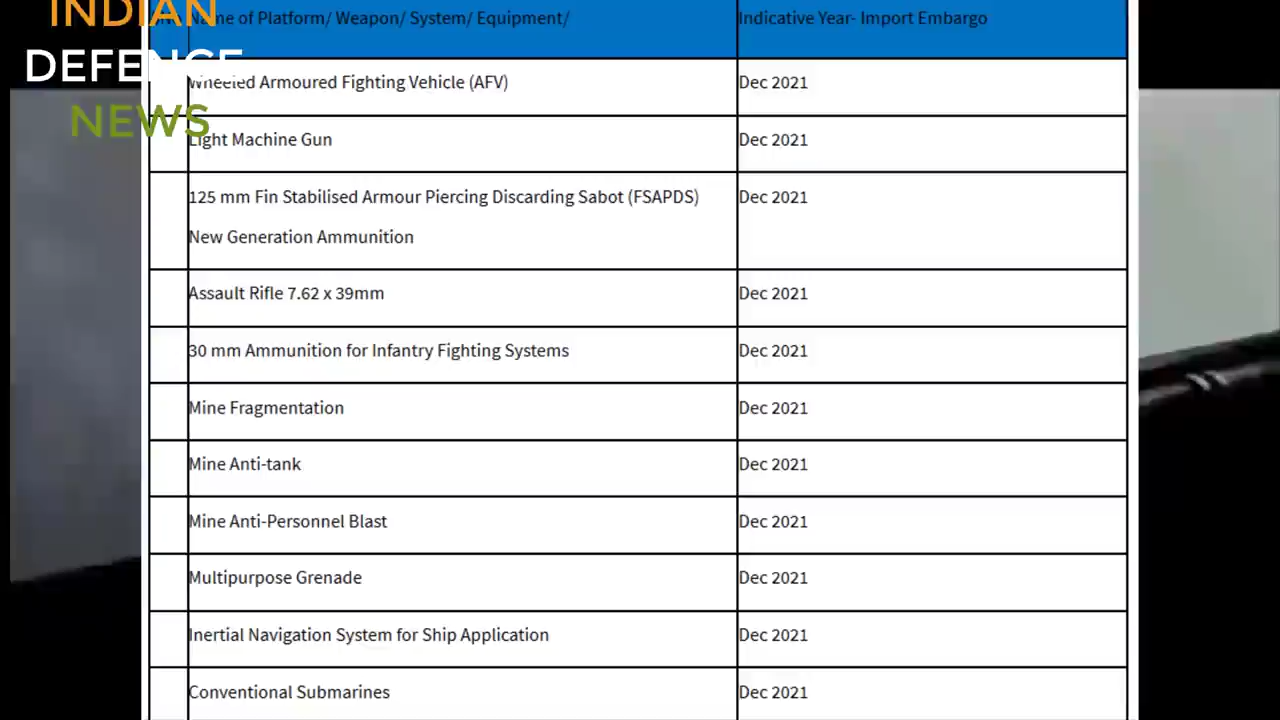 INDIAN
DEFENCE
NEWS
Name of Platform/ Weapon/ System/ Equipment/
Indicative Year- Import Embargo
Wheeled Armoured Fighting Vehicle (AFV)
Dec 2021
Light Machine Gun
Dec 2021
125 mm Fin Stabilised Armour Piercing Discarding Sabot (FSAPDS)
New Generation Ammunition
Dec 2021
Assault Rifle 7.62 x 39mm
Dec 2021
30 mm Ammunition for Infantry Fighting Systems
Dec 2021
Mine Fragmentation
Dec 2021
Mine Anti-tank
Dec 2021
Mine Anti-Personnel Blast
Dec 2021
Multipurpose Grenade
Dec 2021
Inertial Navigation System for Ship Application
Dec 2021
Conventional Submarines
Dec 2021